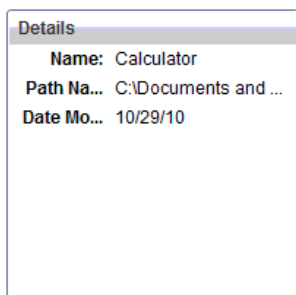 Details
Name: Calculator
Path Na... C:\Documents and ...
Date Mo... 10/29/10